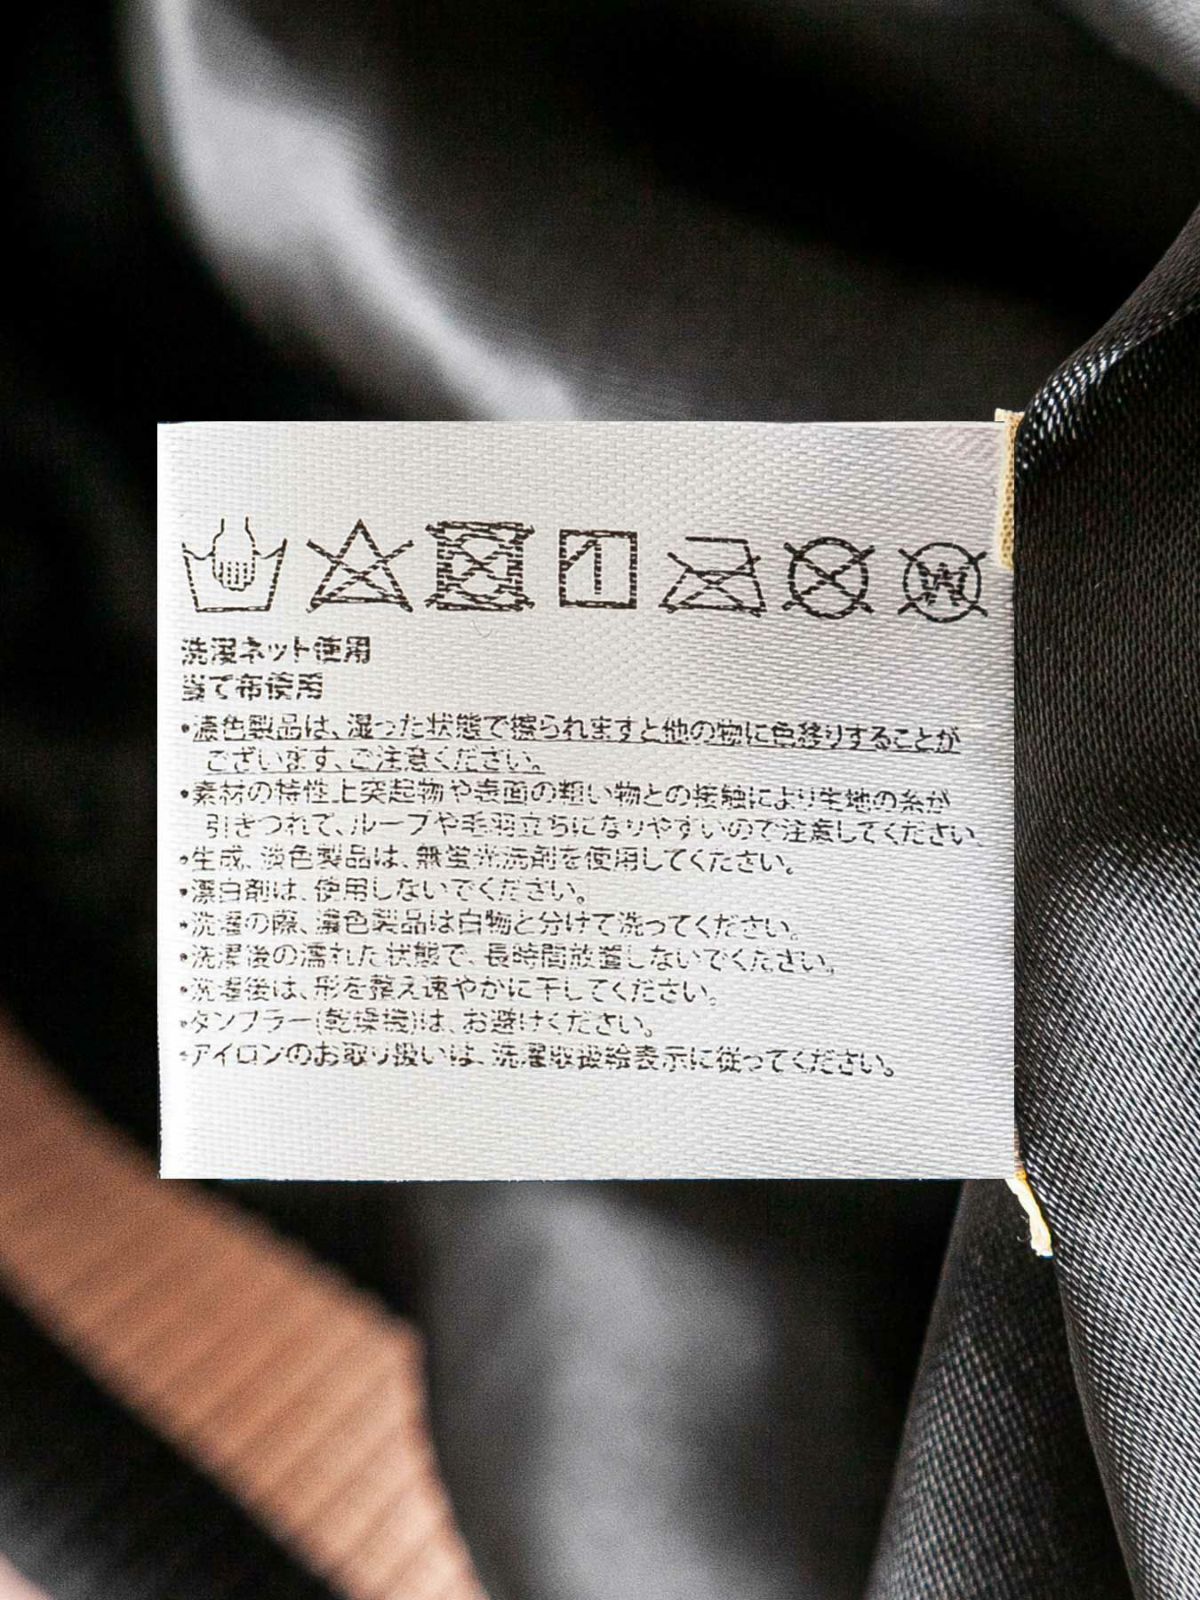 洗濯ネット使用
当て布使用
・濃色製品は、湿った状態で擦られますと他の物に色移りすることが
ございます、ご注意ください。
・素材の特性上突起物や表面の粗い物との接触により生地の糸が
引きつれて、ループや毛羽立ちになりやすいので注意してください。
・生成、淡色製品は、無蛍光洗剤を使用してください。
・漂白剤は、使用しないでください。
・洗濯の際、濃色製品は白物と分けて洗ってください。
・洗濯後の濡れた状態で、長時間放置しないでください。
・洗濯後は、形を整え速やかに干してください。
・タンブラー(乾燥機)は、お避けください。
・アイロンのお取り扱いは、洗濯取扱絵表示に従ってください。